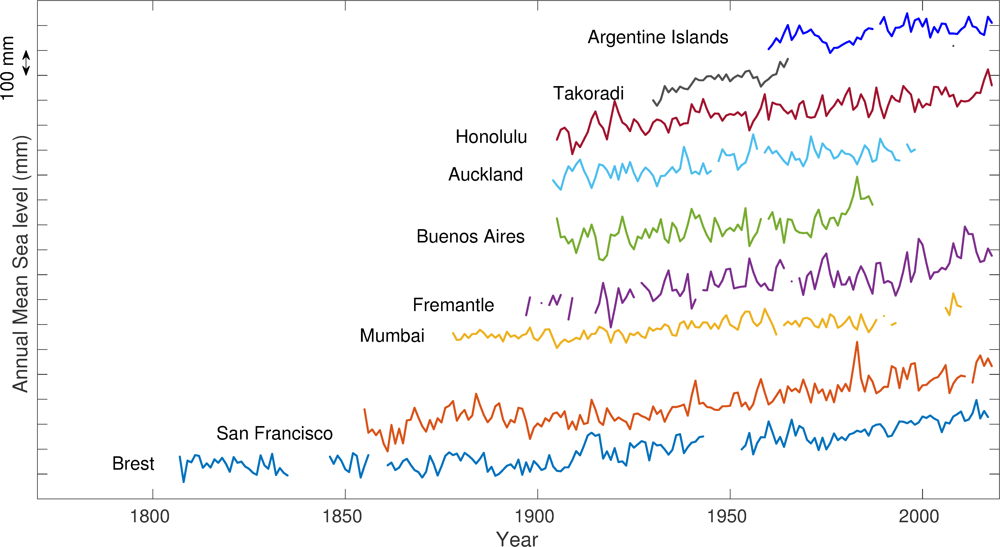 Argentine Islands
100 mm
Takoradi
Honolulu
Auckland
Buenos Aires
Fremantle
Mumbai
San Francisco
Brest
Annual Mean Sea level (mm)
1800 1850 1900 1950 2000
Year